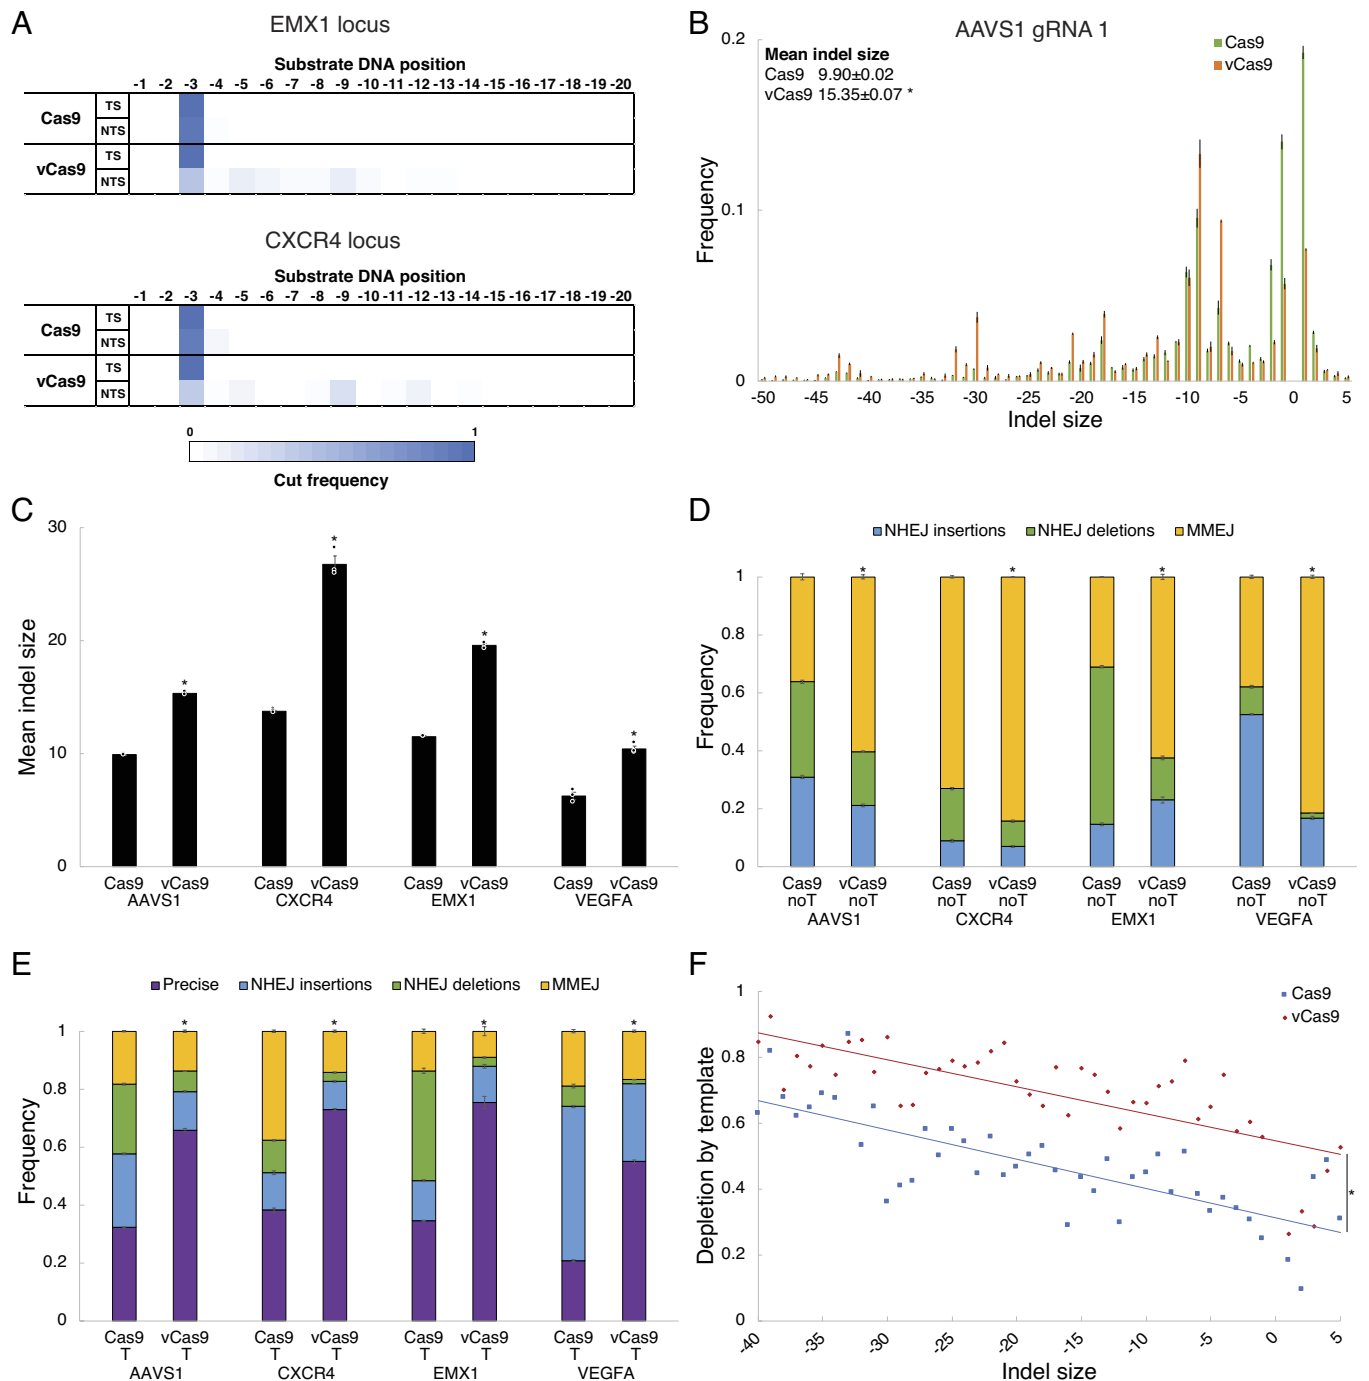 A
EMX1 locus
Substrate DNA position
-1 -2 -3 -4 -5 -6 -7 -8 -9 -10 -11 -12 -13 -14 -15 -16 -17 -18 -19 -20
Cas9
TS
NTS
vCas9
TS
NTS
CXCR4 locus
Substrate DNA position
-1 -2 -3 -4 -5 -6 -7 -8 -9 -10 -11 -12 -13 -14 -15 -16 -17 -18 -19 -20
Cas9
TS
NTS
vCas9
TS
NTS
0 1
Cut frequency
B
AAVS1 gRNA 1
Mean indel size
Cas9 9.90±0.02
vCas9 15.35±0.07 *
Cas9
vCas9
Frequency
0.2
0.1
0
-50 -45 -40 -35 -30 -25 -20 -15 -10 -5 0 5
Indel size
C
Mean indel size
30
20
10
0
* * * *
Cas9 vCas9 Cas9 vCas9 Cas9 vCas9 Cas9 vCas9
AAVS1 CXCR4 EMX1 VEGFA
D
NHEJ insertions NHEJ deletions MMEJ
Frequency
1
0.8
0.6
0.4
0.2
0
* * * *
Cas9 vCas9 Cas9 vCas9 Cas9 vCas9 Cas9 vCas9
noT noT noT noT noT noT noT noT
AAVS1 CXCR4 EMX1 VEGFA
E
Precise NHEJ insertions NHEJ deletions MMEJ
Frequency
1
0.8
0.6
0.4
0.2
0
* * * *
Cas9 vCas9 Cas9 vCas9 Cas9 vCas9 Cas9 vCas9
T T T T T T T T
AAVS1 CXCR4 EMX1 VEGFA
F
Cas9
vCas9
Depletion by template
1
0.8
0.6
0.4
0.2
0
*
-40 -35 -30 -25 -20 -15 -10 -5 0 5
Indel size